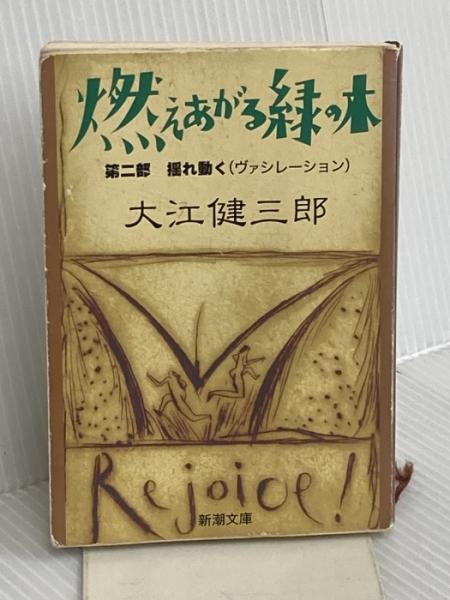 燃えあがる緑の木
第二部 揺れ動く(ヴァシレーション)
大江健三郎
Rejoice!
新潮文庫